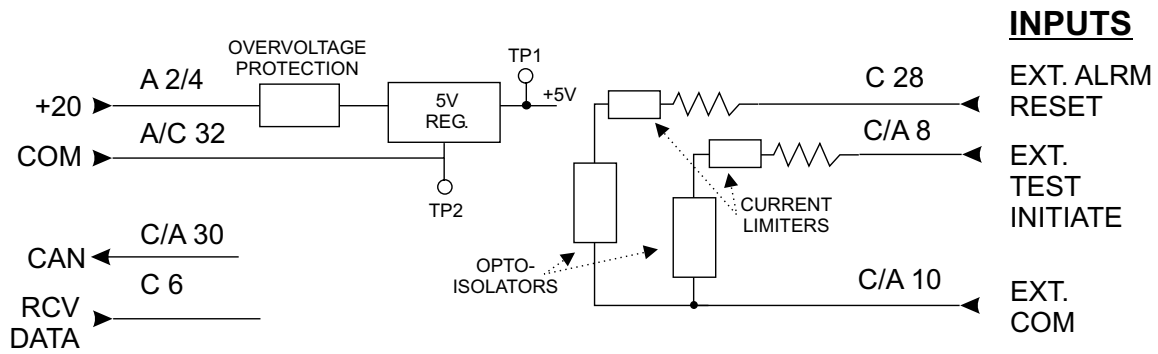 INPUTS
OVERVOLTAGE
PROTECTION
TP1
A 2/4
+20
5V
REG.
+5V
C 28
EXT. ALRM
RESET
A/C 32
COM
TP2
C/A 8
EXT.
TEST
INITIATE
CURRENT
LIMITERS
C/A 30
CAN
OPTO-
ISOLATORS
C 6
RCV
DATA
C/A 10
EXT.
COM